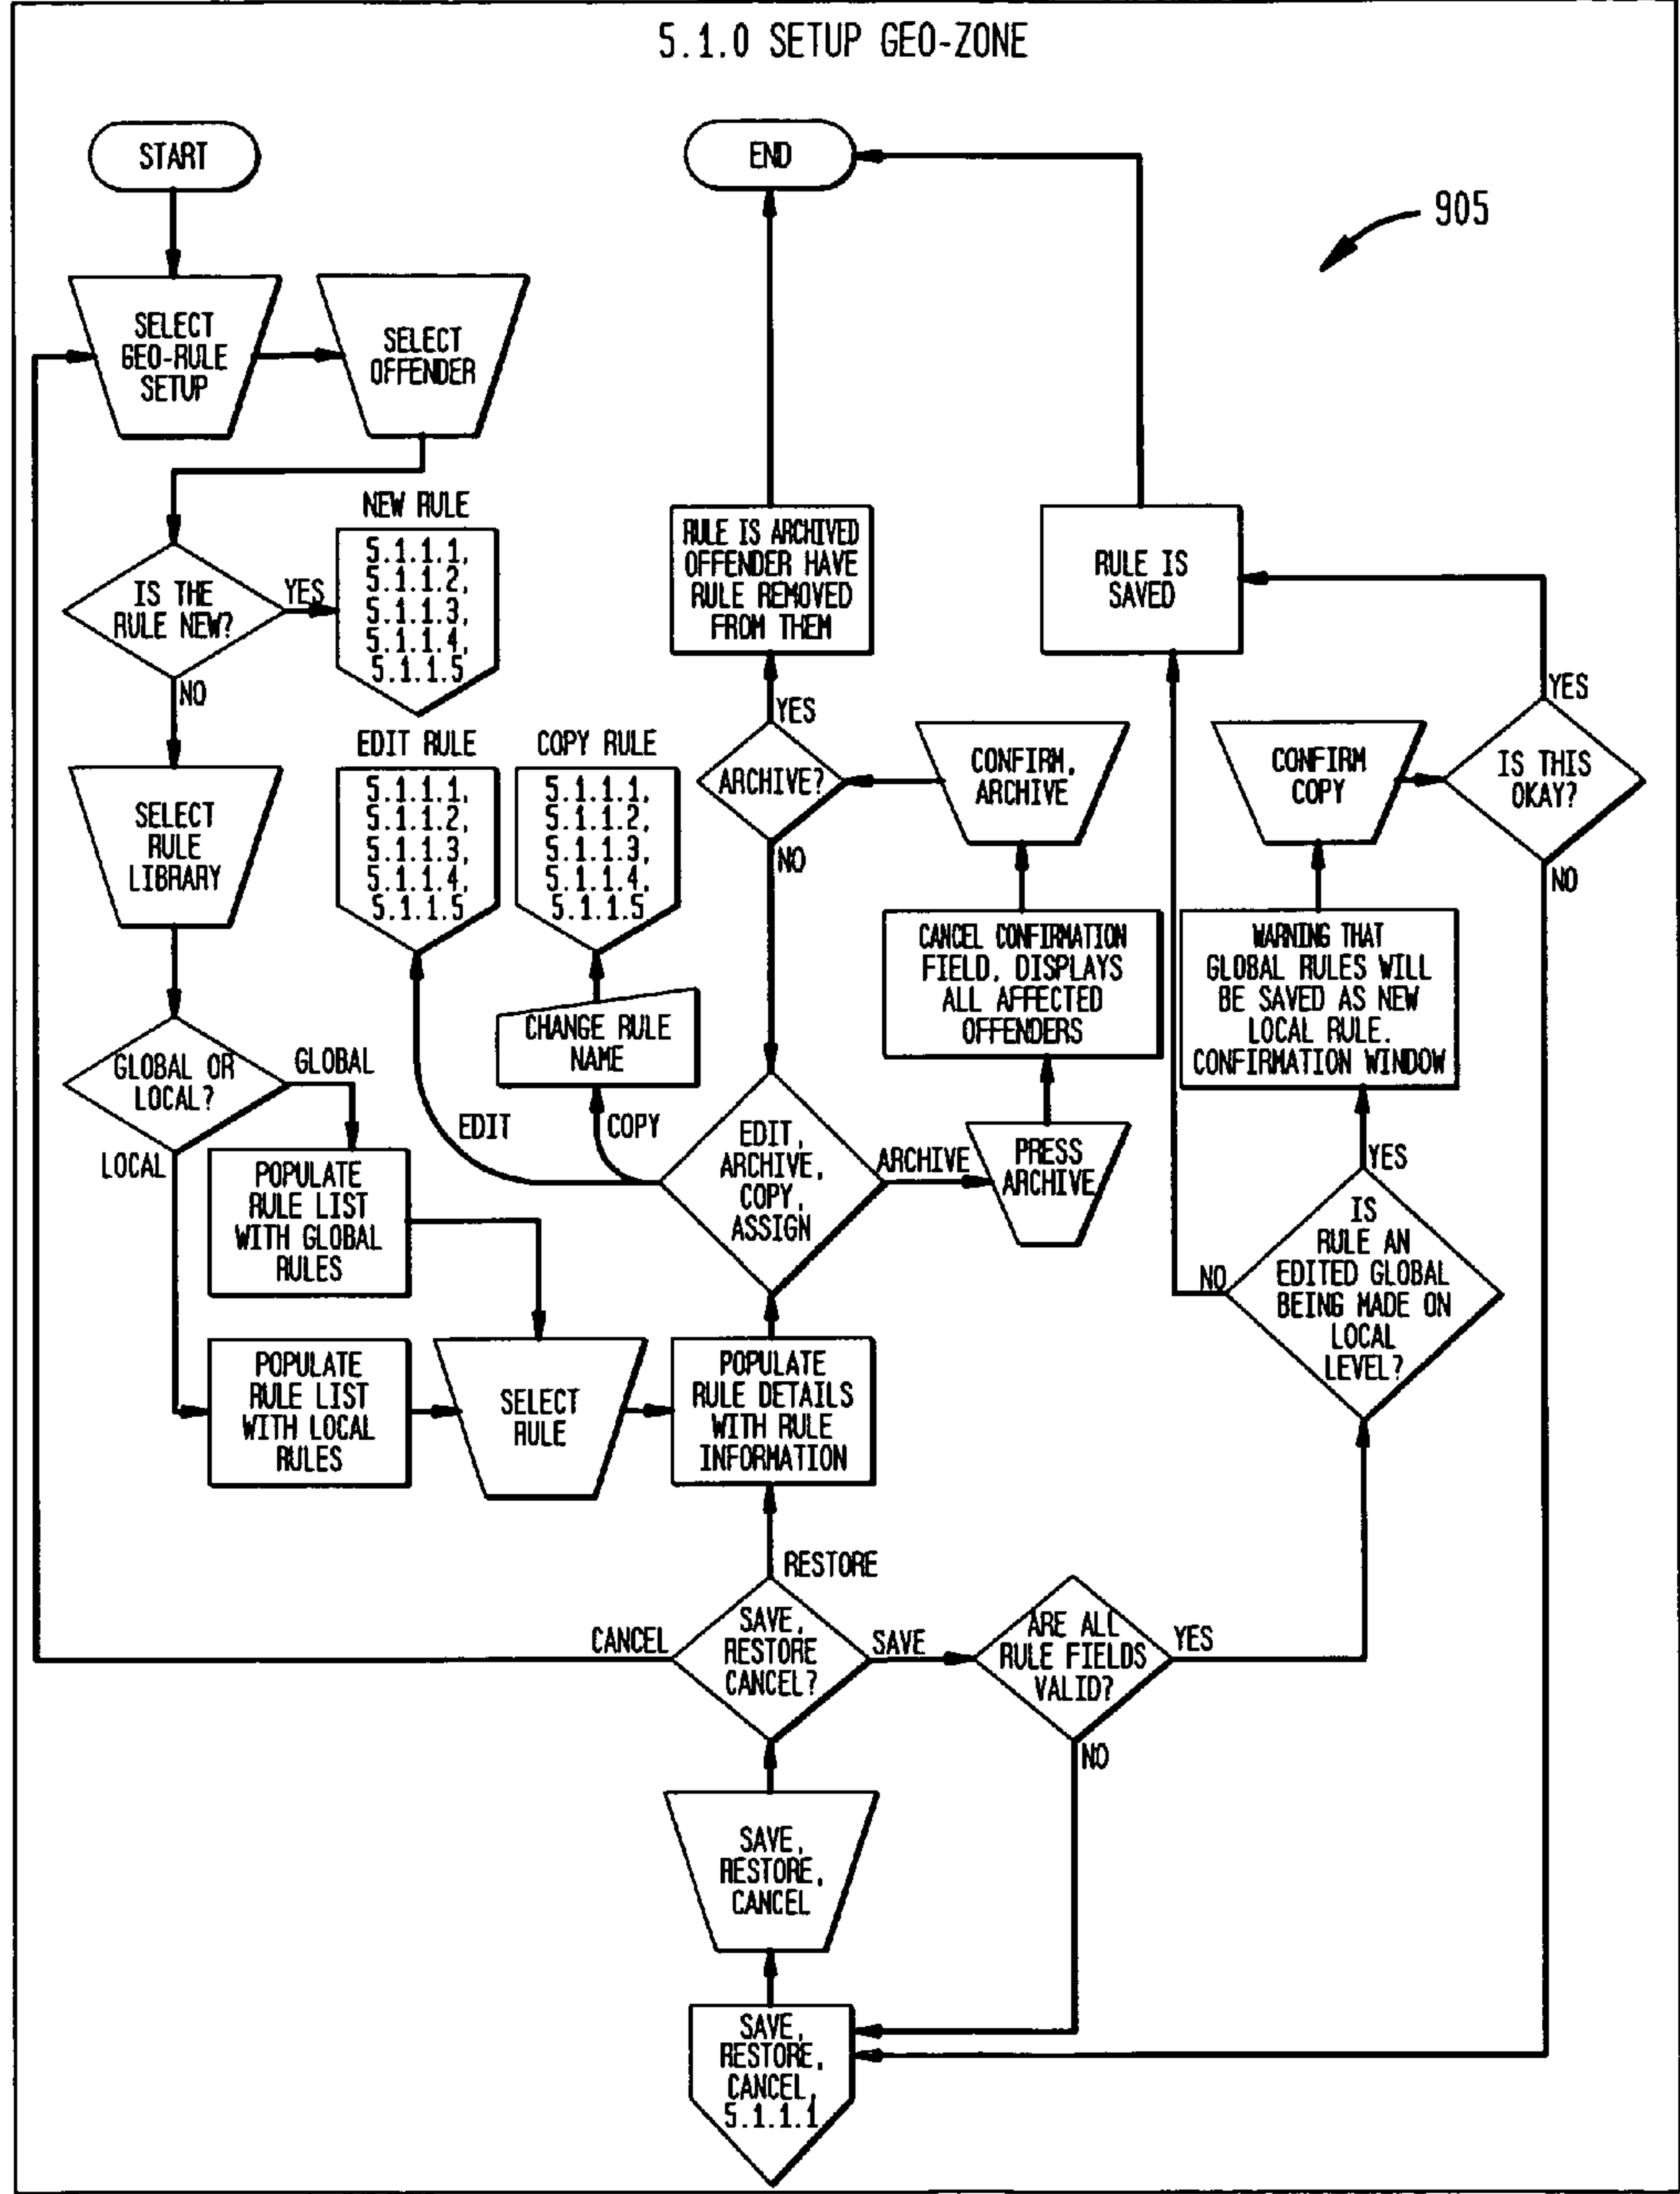 5.1.0 SETUP GEO-ZONE
START
END
905
SELECT
GEO-RULE
SETUP
SELECT
OFFENDER
NEW RULE
5.1.1.1,
5.1.1.2,
5.1.1.3,
5.1.1.4,
5.1.1.5
IS THE
RULE NEW?
YES
NO
RULE IS ARCHIVED
OFFENDER HAVE
RULE REMOVED
FROM THEM
RULE IS
SAVED
YES
SELECT
RULE
LIBRARY
EDIT RULE
5.1.1.1,
5.1.1.2,
5.1.1.3,
5.1.1.4,
5.1.1.5
COPY RULE
5.1.1.1,
5.1.1.2,
5.1.1.3,
5.1.1.4,
5.1.1.5
ARCHIVE?
NO
CONFIRM,
ARCHIVE
CONFIRM
COPY
YES
IS THIS
OKAY?
NO
CANCEL CONFIRMATION
FIELD, DISPLAYS
ALL AFFECTED
OFFENDERS
WARNING THAT
GLOBAL RULES WILL
BE SAVED AS NEW
LOCAL RULE.
CONFIRMATION WINDOW
CHANGE RULE
NAME
GLOBAL OR
LOCAL?
GLOBAL
LOCAL
EDIT
COPY
EDIT,
ARCHIVE,
COPY,
ASSIGN
ARCHIVE
PRESS
ARCHIVE
YES
IS
RULE AN
EDITED GLOBAL
BEING MADE ON
LOCAL
LEVEL?
NO
POPULATE
RULE LIST
WITH GLOBAL
RULES
POPULATE
RULE LIST
WITH LOCAL
RULES
SELECT
RULE
POPULATE
RULE DETAILS
WITH RULE
INFORMATION
RESTORE
CANCEL
SAVE,
RESTORE
CANCEL?
SAVE
ARE ALL
RULE FIELDS
VALID?
YES
NO
SAVE,
RESTORE,
CANCEL
SAVE,
RESTORE,
CANCEL,
5.1.1.1